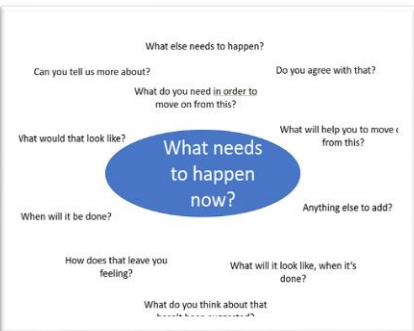 What else needs to happen?
Can you tell us more about?
Do you agree with that?
What do you need in order to
move on from this?
What would that look like?
What will help you to move
from this?
What needs
to happen
now?
Anything else to add?
When will it be done?
How does that leave you
feeling?
What will it look like, when it's
done?
What do you think about that